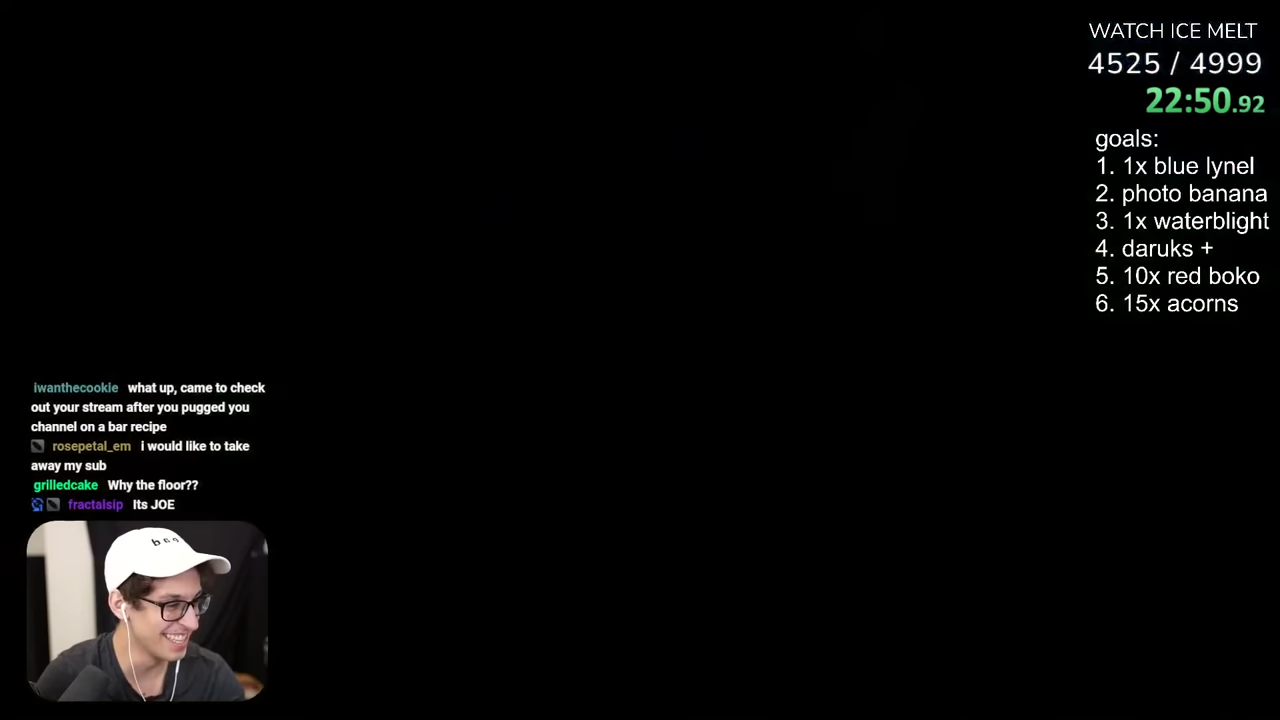 WATCH ICE MELT
4525 / 4999
22:50.92
goals:
1. 1x blue lynel
2. photo banana
3. 1x waterblight
4. daruks +
5. 10x red boko
6. 15x acorns
iwanthecookie what up, came to check
out your stream after you pugged you
channel on a bar recipe
rosepetal_em i would like to take
away my sub
grilledcake Why the floor??
fractalsip Its JOE